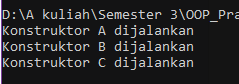 D:\A kuliah\Semester 3\OOP_Pra
Konstruktor A dijalankan
Konstruktor B dijalankan
Konstruktor C dijalankan